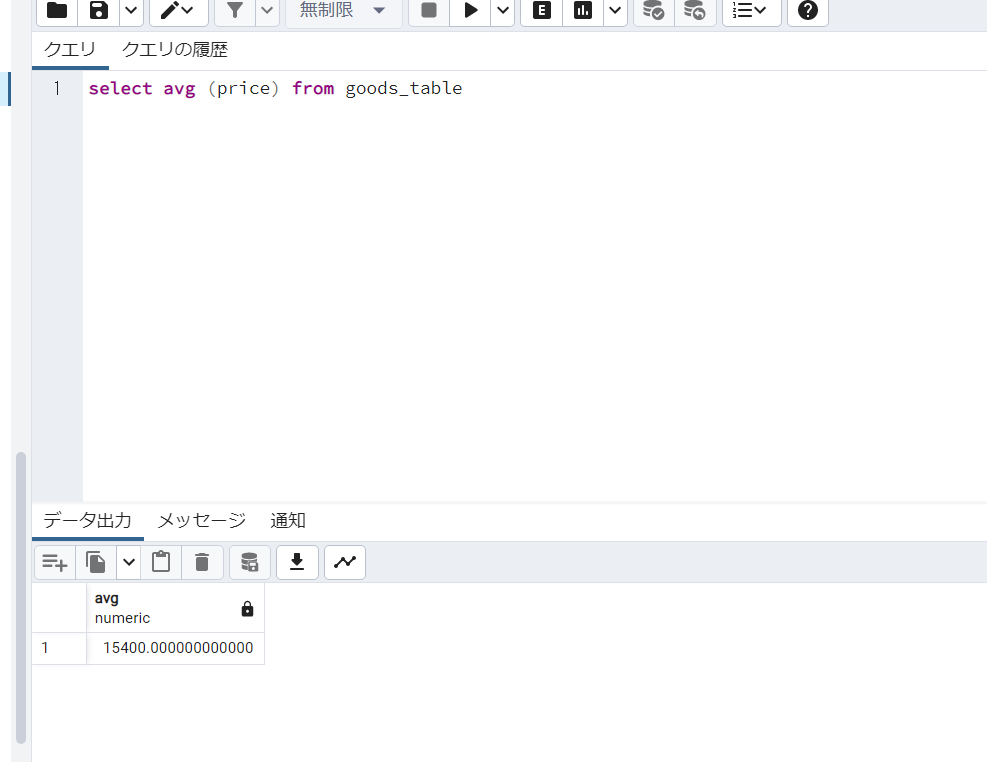 無制限
E
クエリ クエリの履歴
1 select avg (price) from goods_table
データ出力 メッセージ 通知
avg
numeric
1 15400.000000000000